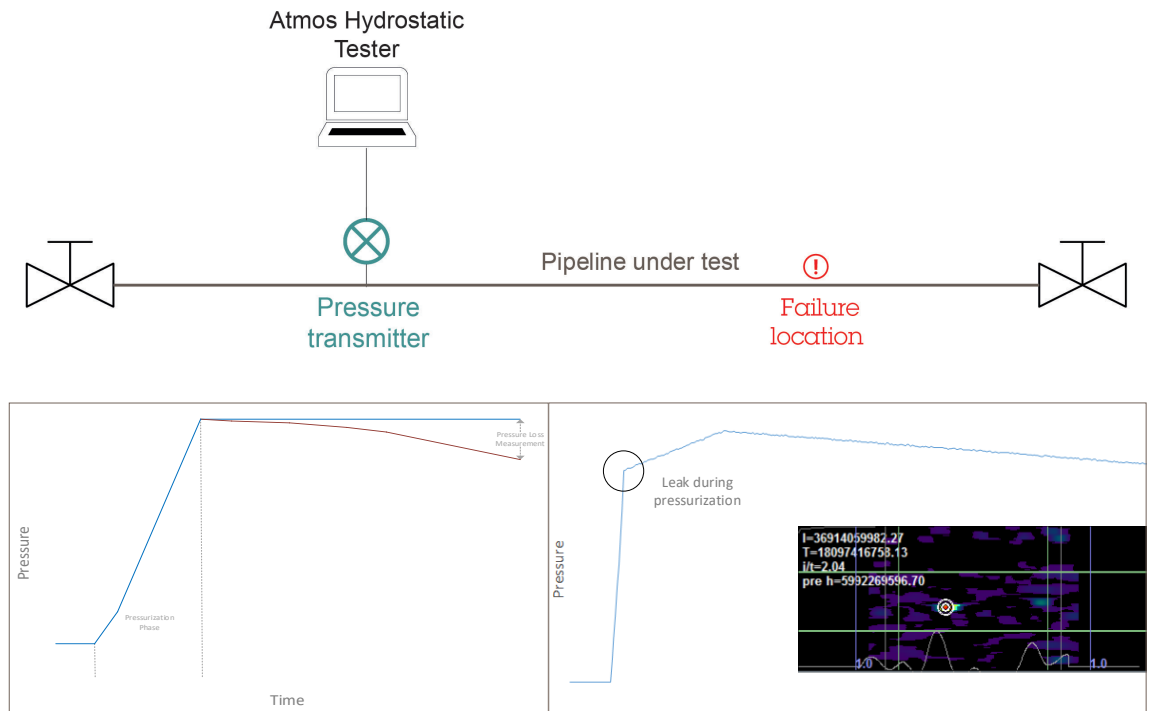 Atmos Hydrostatic
Tester
Pipeline under test
Pressure
transmitter
Failure
location
Pressure Loss
Measurement
Pressure
Pressurization
Phase
Time
Leak during
pressurization
Pressure
I=36914059982.27
T=18097416758.13
i/t=2.04
pre h=5992269596.70
1.0
1.0